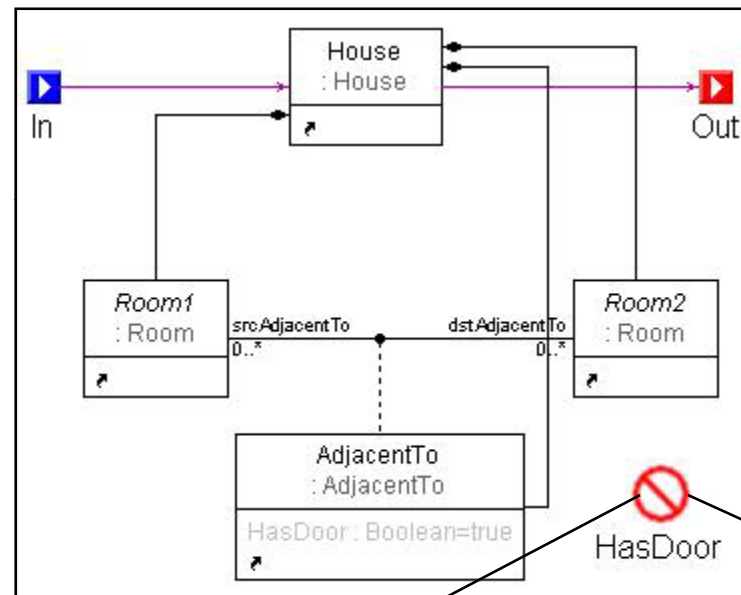 House
: House
In
Out
Room1
: Room
srcAdjacentTo
0..*
dstAdjacentTo
0..*
Room2
: Room
AdjacentTo
: AdjacentTo
HasDoor : Boolean=true
HasDoor